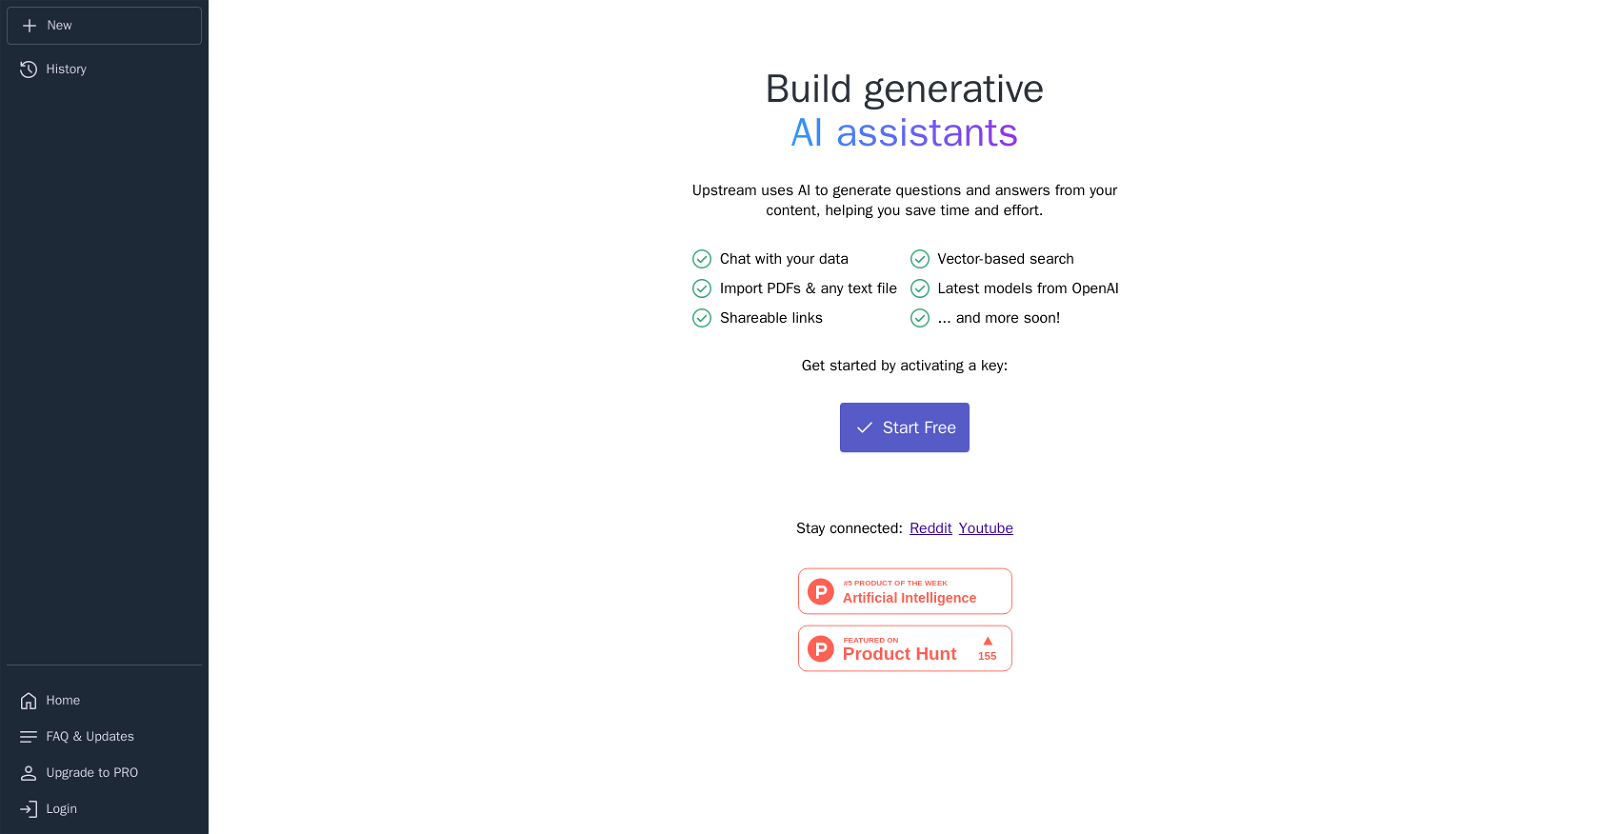 New
History
Build generative
AI assistants
Upstream uses AI to generate questions and answers from your
content, helping you save time and effort.
Chat with your data
Vector-based search
Import PDFs & any text file
Latest models from OpenAI
Shareable links
... and more soon!
Get started by activating a key:
Start Free
Stay connected: Reddit Youtube
#5 PRODUCT OF THE WEEK
Artificial Intelligence
FEATURED ON
Product Hunt
155
Home
FAQ & Updates
Upgrade to PRO
Login